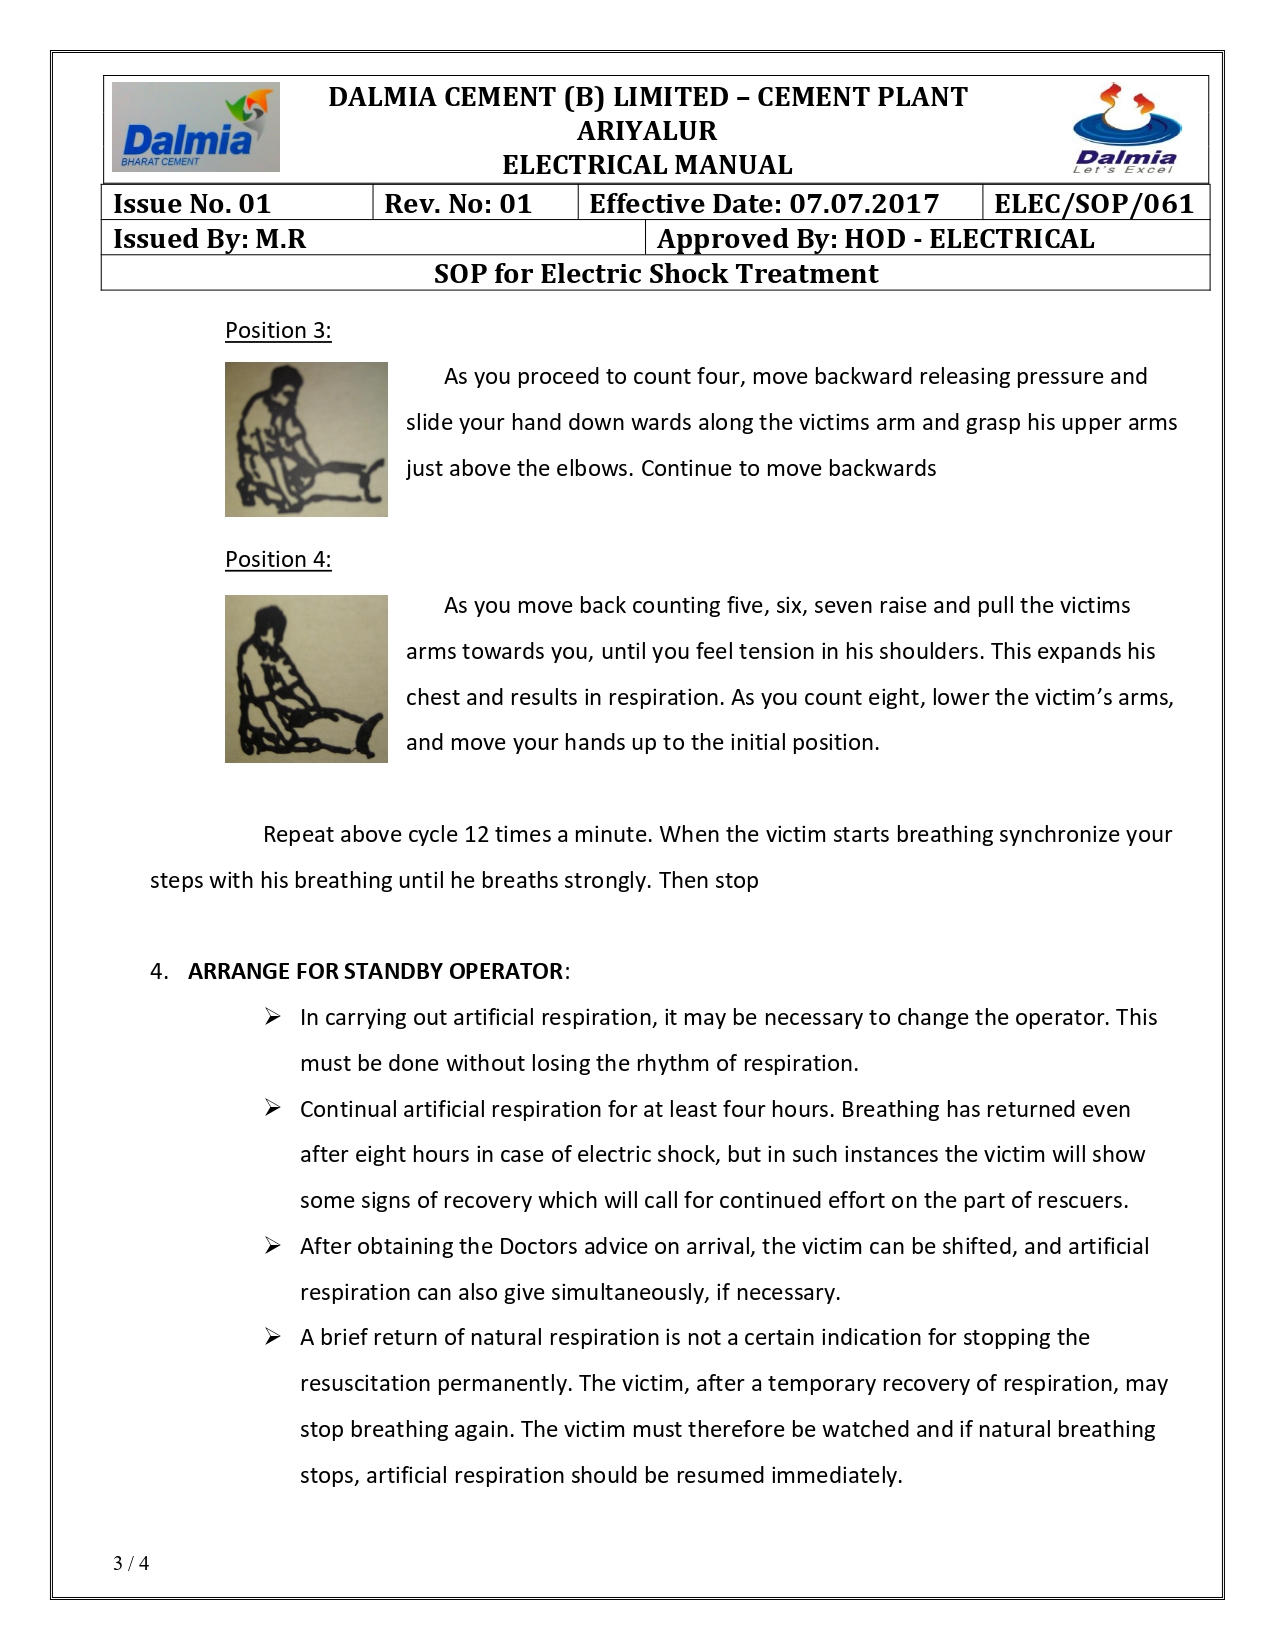 Dalmia
BHARAT CEMENT
DALMIA CEMENT (B) LIMITED – CEMENT PLANT
ARIYALUR
ELECTRICAL MANUAL
Dalmia
Let's Excel
Issue No. 01 Rev. No: 01 Effective Date: 07.07.2017 ELEC/SOP/061
Issued By: M.R Approved By: HOD - ELECTRICAL
SOP for Electric Shock Treatment
Position 3:
As you proceed to count four, move backward releasing pressure and
slide your hand down wards along the victims arm and grasp his upper arms
just above the elbows. Continue to move backwards
Position 4:
As you move back counting five, six, seven raise and pull the victims
arms towards you, until you feel tension in his shoulders. This expands his
chest and results in respiration. As you count eight, lower the victim’s arms,
and move your hands up to the initial position.
Repeat above cycle 12 times a minute. When the victim starts breathing synchronize your
steps with his breathing until he breaths strongly. Then stop
4. ARRANGE FOR STANDBY OPERATOR:
➢ In carrying out artificial respiration, it may be necessary to change the operator. This
must be done without losing the rhythm of respiration.
➢ Continual artificial respiration for at least four hours. Breathing has returned even
after eight hours in case of electric shock, but in such instances the victim will show
some signs of recovery which will call for continued effort on the part of rescuers.
➢ After obtaining the Doctors advice on arrival, the victim can be shifted, and artificial
respiration can also give simultaneously, if necessary.
➢ A brief return of natural respiration is not a certain indication for stopping the
resuscitation permanently. The victim, after a temporary recovery of respiration, may
stop breathing again. The victim must therefore be watched and if natural breathing
stops, artificial respiration should be resumed immediately.
3 / 4